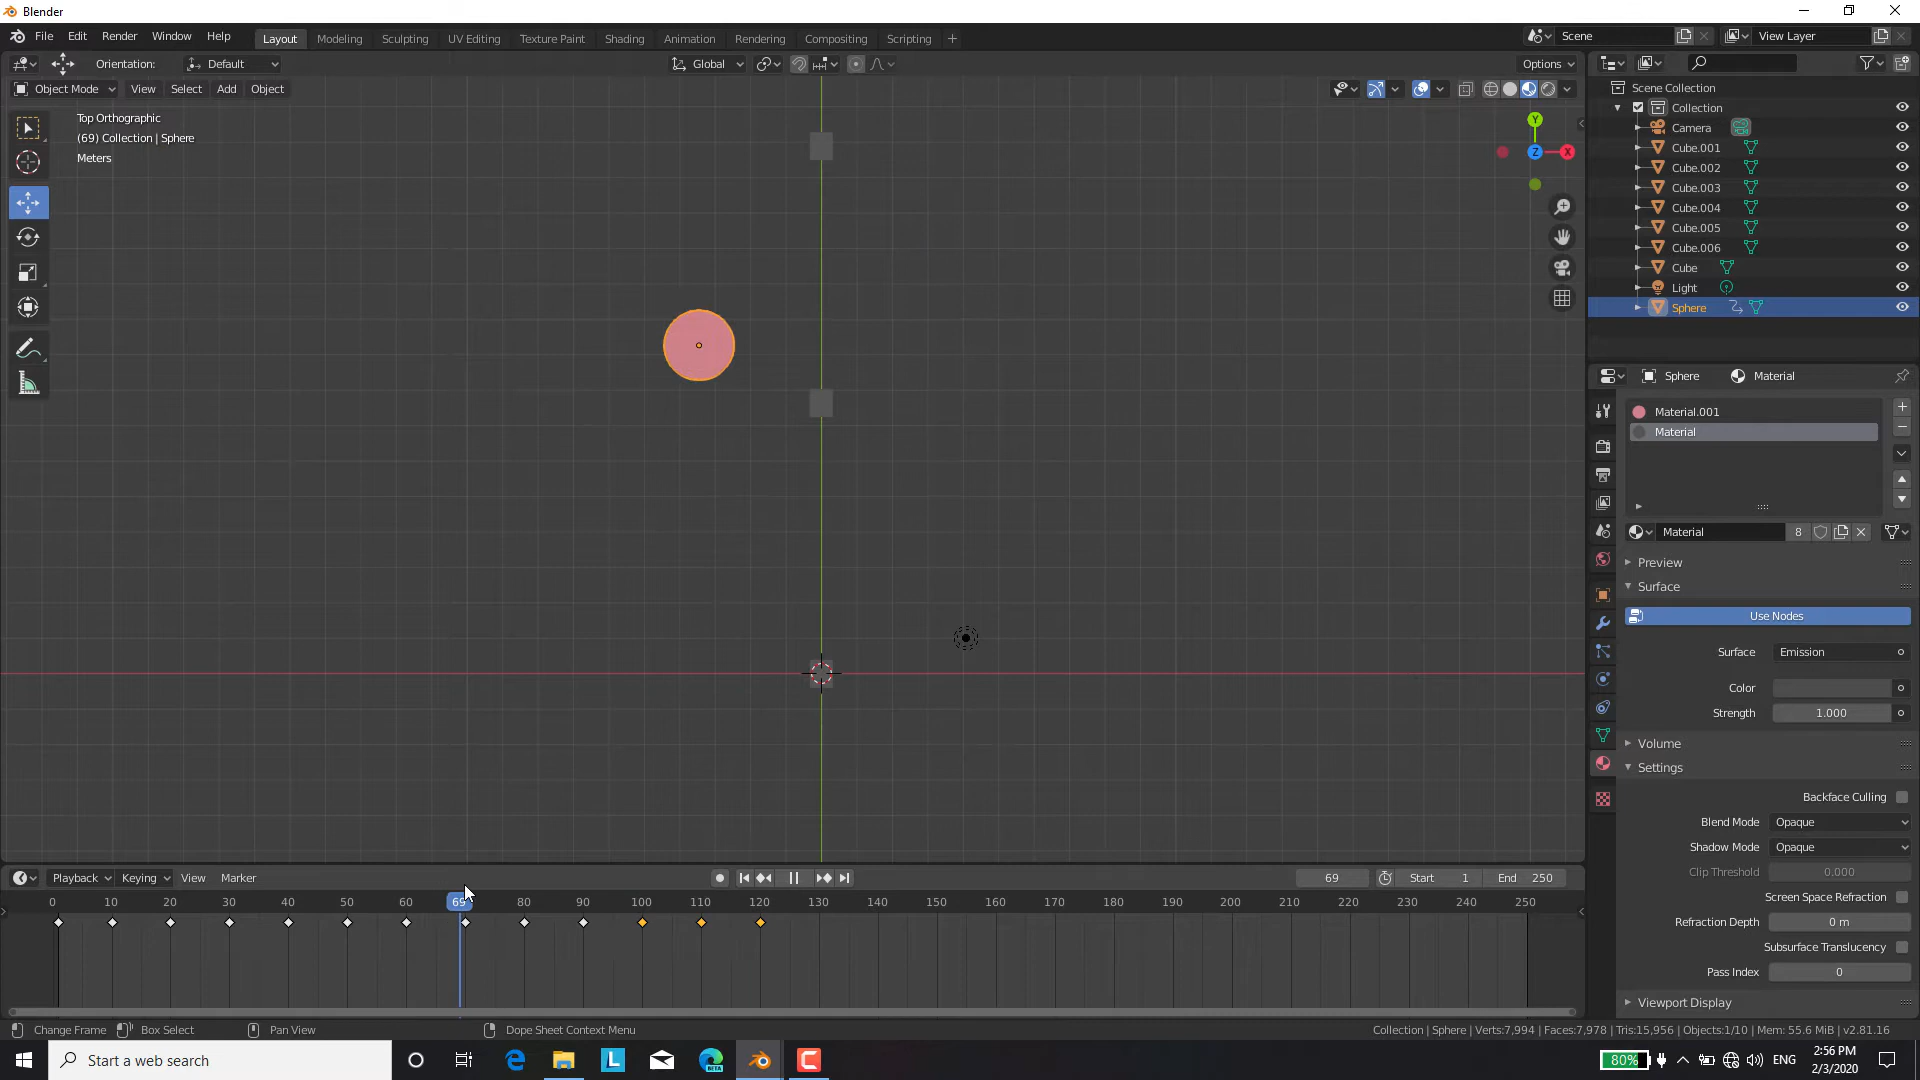 Blender
File Edit Render Window Help Layout Modeling Sculpting UV Editing Texture Paint Shading Animation Rendering Compositing Scripting + Scene View Layer
Orientation: Default Global Options
Object Mode View Select Add Object
Top Orthographic
(69) Collection | Sphere
Meters
Y
Z X
Scene Collection
Collection
Camera
Cube.001
Cube.002
Cube.003
Cube.004
Cube.005
Cube.006
Cube
Light
Sphere
Sphere Material
Material.001
Material
Material 8
Preview
Surface
Use Nodes
Surface Emission
Color
Strength 1.000
Volume
Settings
Backface Culling
Blend Mode Opaque
Shadow Mode Opaque
Clip Threshold 0.000
Screen Space Refraction
Refraction Depth 0 m
Subsurface Translucency
Pass Index 0
Viewport Display
Playback Keying View Marker 69 Start 1 End 250
0 10 20 30 40 50 60 69 80 90 100 110 120 130 140 150 160 170 180 190 200 210 220 230 240 250
Change Frame Box Select Pan View Dope Sheet Context Menu Collection | Sphere | Verts:7,994 | Faces:7,978 | Tris:15,956 | Objects:1/10 | Mem: 55.6 MiB | v2.81.16
Start a web search L BETA 80% ENG 2:56 PM
2/3/2020